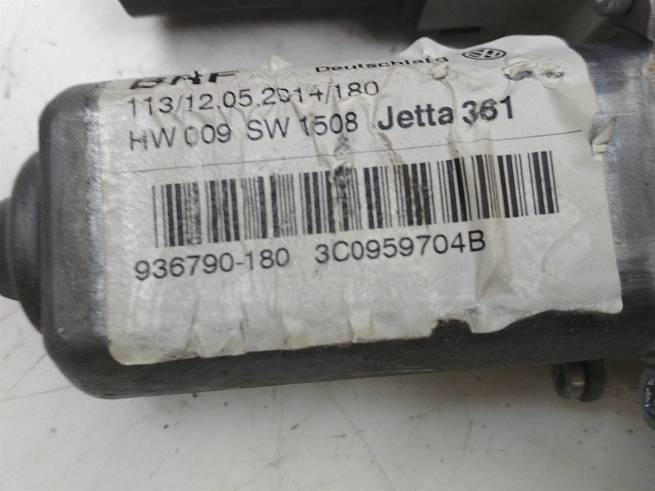 Deutschland
113/12.05.2014/180
HW 009 SW 1508 Jetta 361
936790-180 3C0959704B